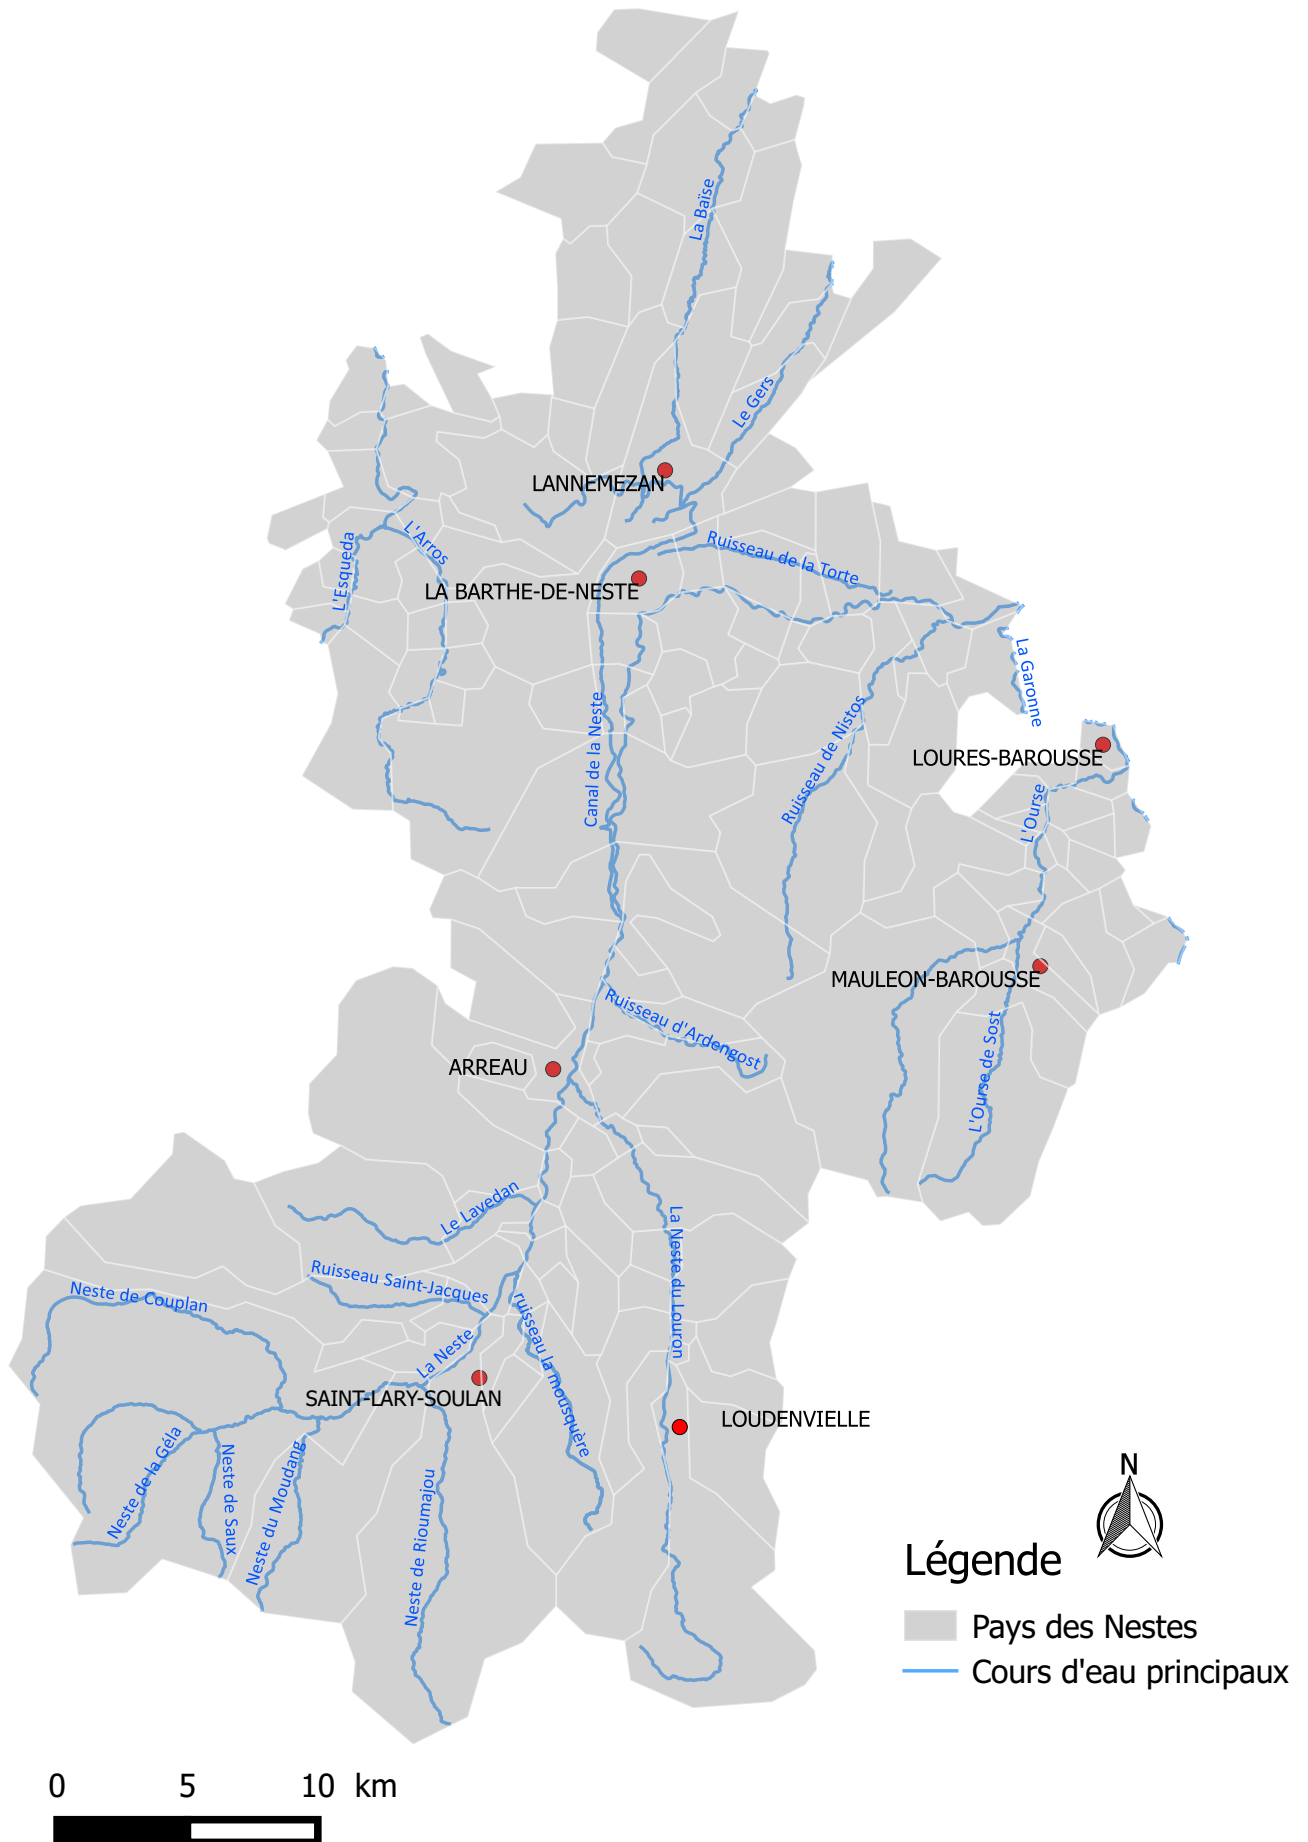 La Baïse
Le Gers
LANNEMEZAN
L'Arros
L'Esqueda
Ruisseau de la Torte
LA BARTHE-DE-NESTE
La Garonne
Canal de la Neste
Ruisseau de Nistos
LOURES-BAROUSSE
L'Ourse
MAULEON-BAROUSSE
Ruisseau d'Ardengost
L'Ourse de Sost
ARREAU
Le Lavedan
La Neste du Louron
Ruisseau Saint-Jacques
Neste de Couplan
ruisseau la mousquère
La Neste
SAINT-LARY-SOULAN
LOUDENVIELLE
Neste de la Géla
Neste de Saux
Neste du Moudang
Neste de Rioumajou
N
Légende
Pays des Nestes
Cours d'eau principaux
0 5 10 km